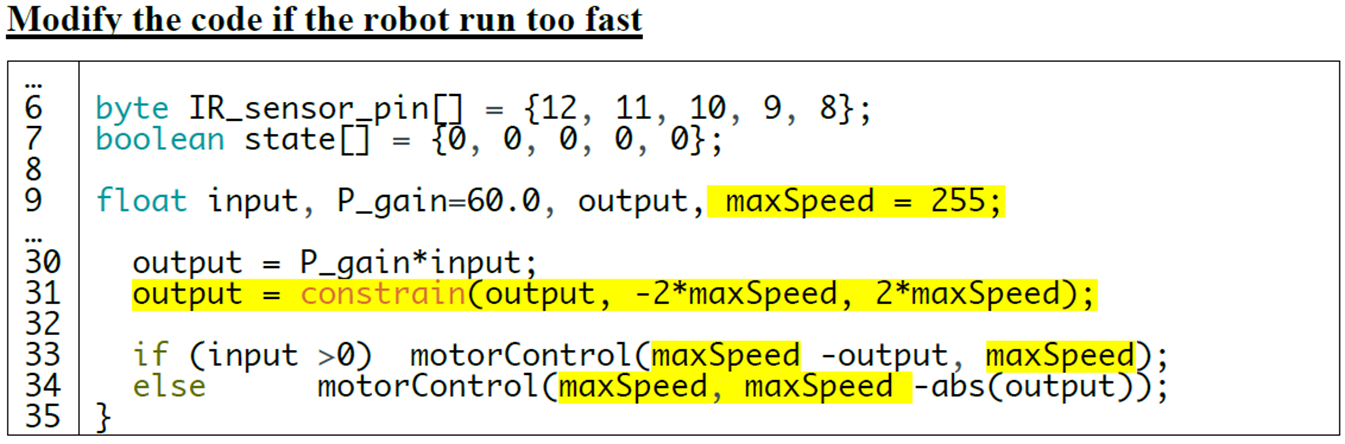 Modify the code if the robot run too fast
...
6 byte IR_sensor_pin[] = {12, 11, 10, 9, 8};
7 boolean state[] = {0, 0, 0, 0, 0};
8
9 float input, P_gain=60.0, output, maxSpeed = 255;
...
30 output = P_gain*input;
31 output = constrain(output, -2*maxSpeed, 2*maxSpeed);
32
33 if (input >0) motorControl(maxSpeed -output, maxSpeed);
34 else motorControl(maxSpeed, maxSpeed -abs(output));
35 }